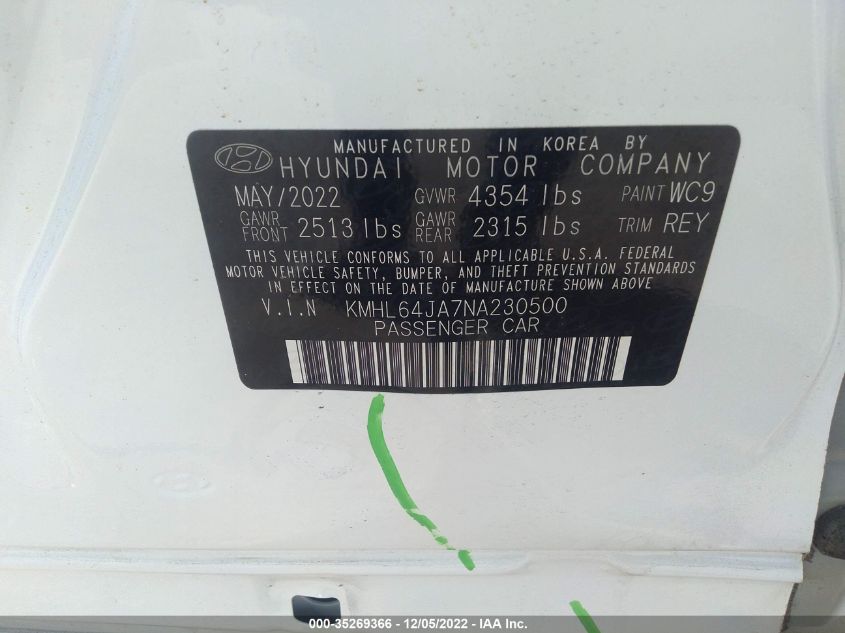 MANUFACTURED IN KOREA BY
HYUNDAI MOTOR COMPANY
MAY/2022 GVWR 4354 lbs PAINT WC9
GAWR FRONT 2513 lbs GAWR REAR 2315 lbs TRIM REY
THIS VEHICLE CONFORMS TO ALL APPLICABLE U.S.A. FEDERAL
MOTOR VEHICLE SAFETY, BUMPER, AND THEFT PREVENTION STANDARDS
IN EFFECT ON THE DATE OF MANUFACTURE SHOWN ABOVE
V.I.N KMHL64JA7NA230500
PASSENGER CAR
000-35269366 - 12/05/2022 - IAA Inc.